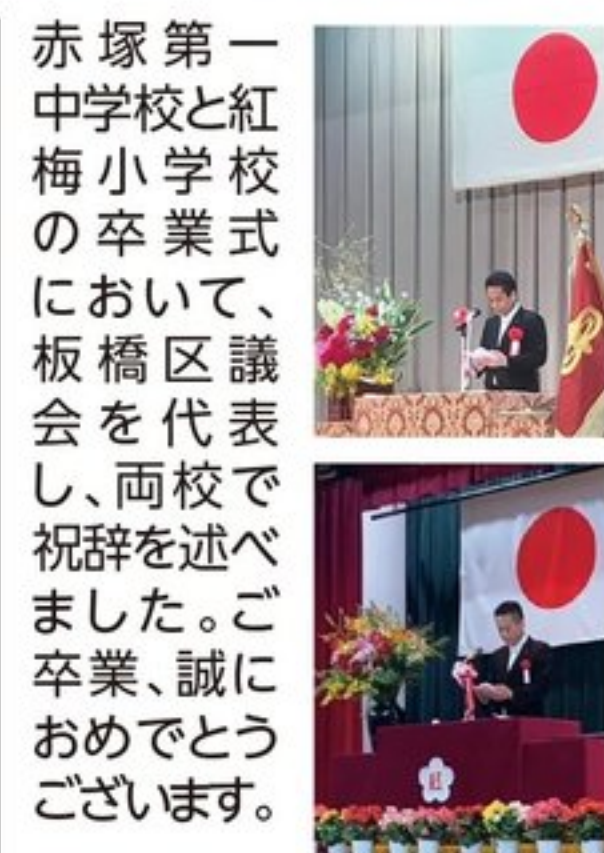 赤塚第一
中学校と紅
梅小学校
の卒業式
において、
板橋区議
会を代表
し、両校で
祝辞を述べ
ました。ご
卒業、誠に
おめでとう
ございます。
紅